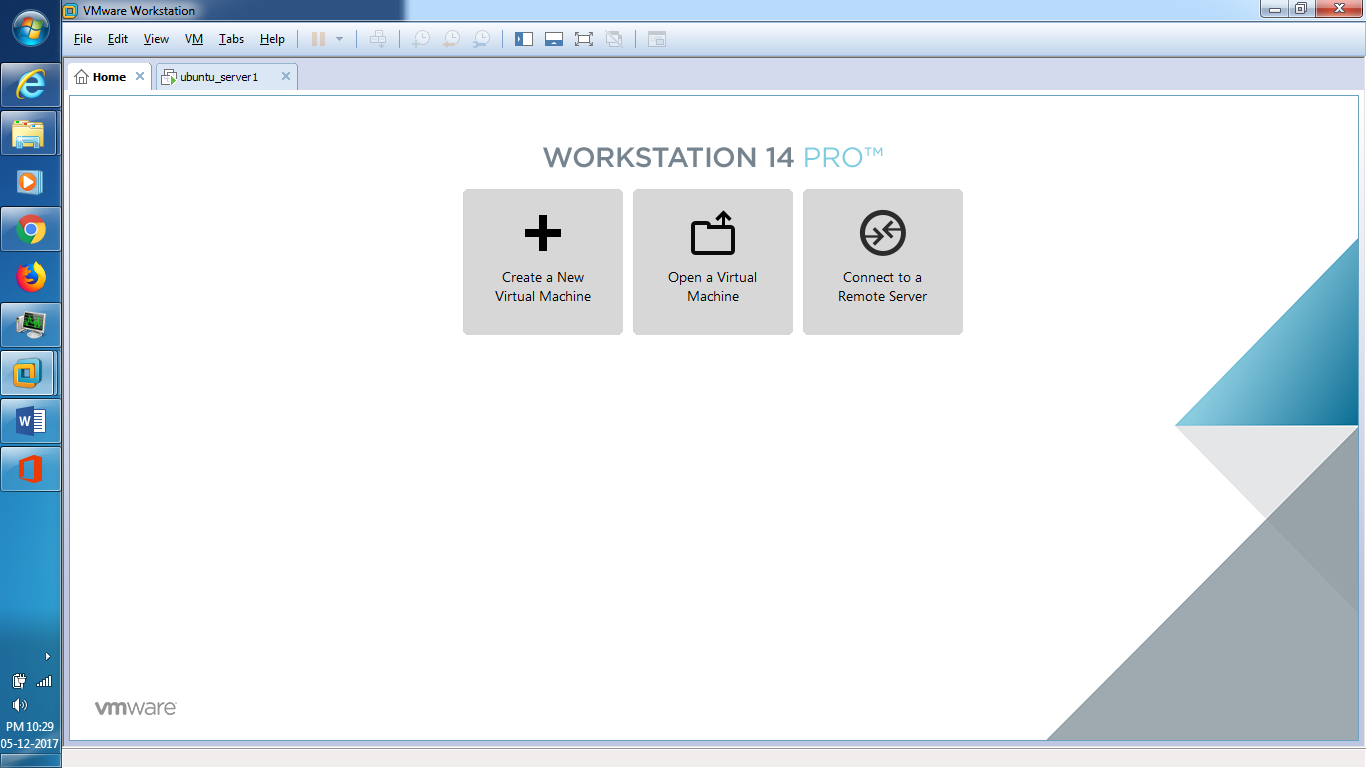 VMware Workstation
File Edit View VM Tabs Help
Home ubuntu_server1
WORKSTATION 14 PRO™
Create a New
Virtual Machine
Open a Virtual
Machine
Connect to a
Remote Server
W
vmware
PM 10:29
05-12-2017